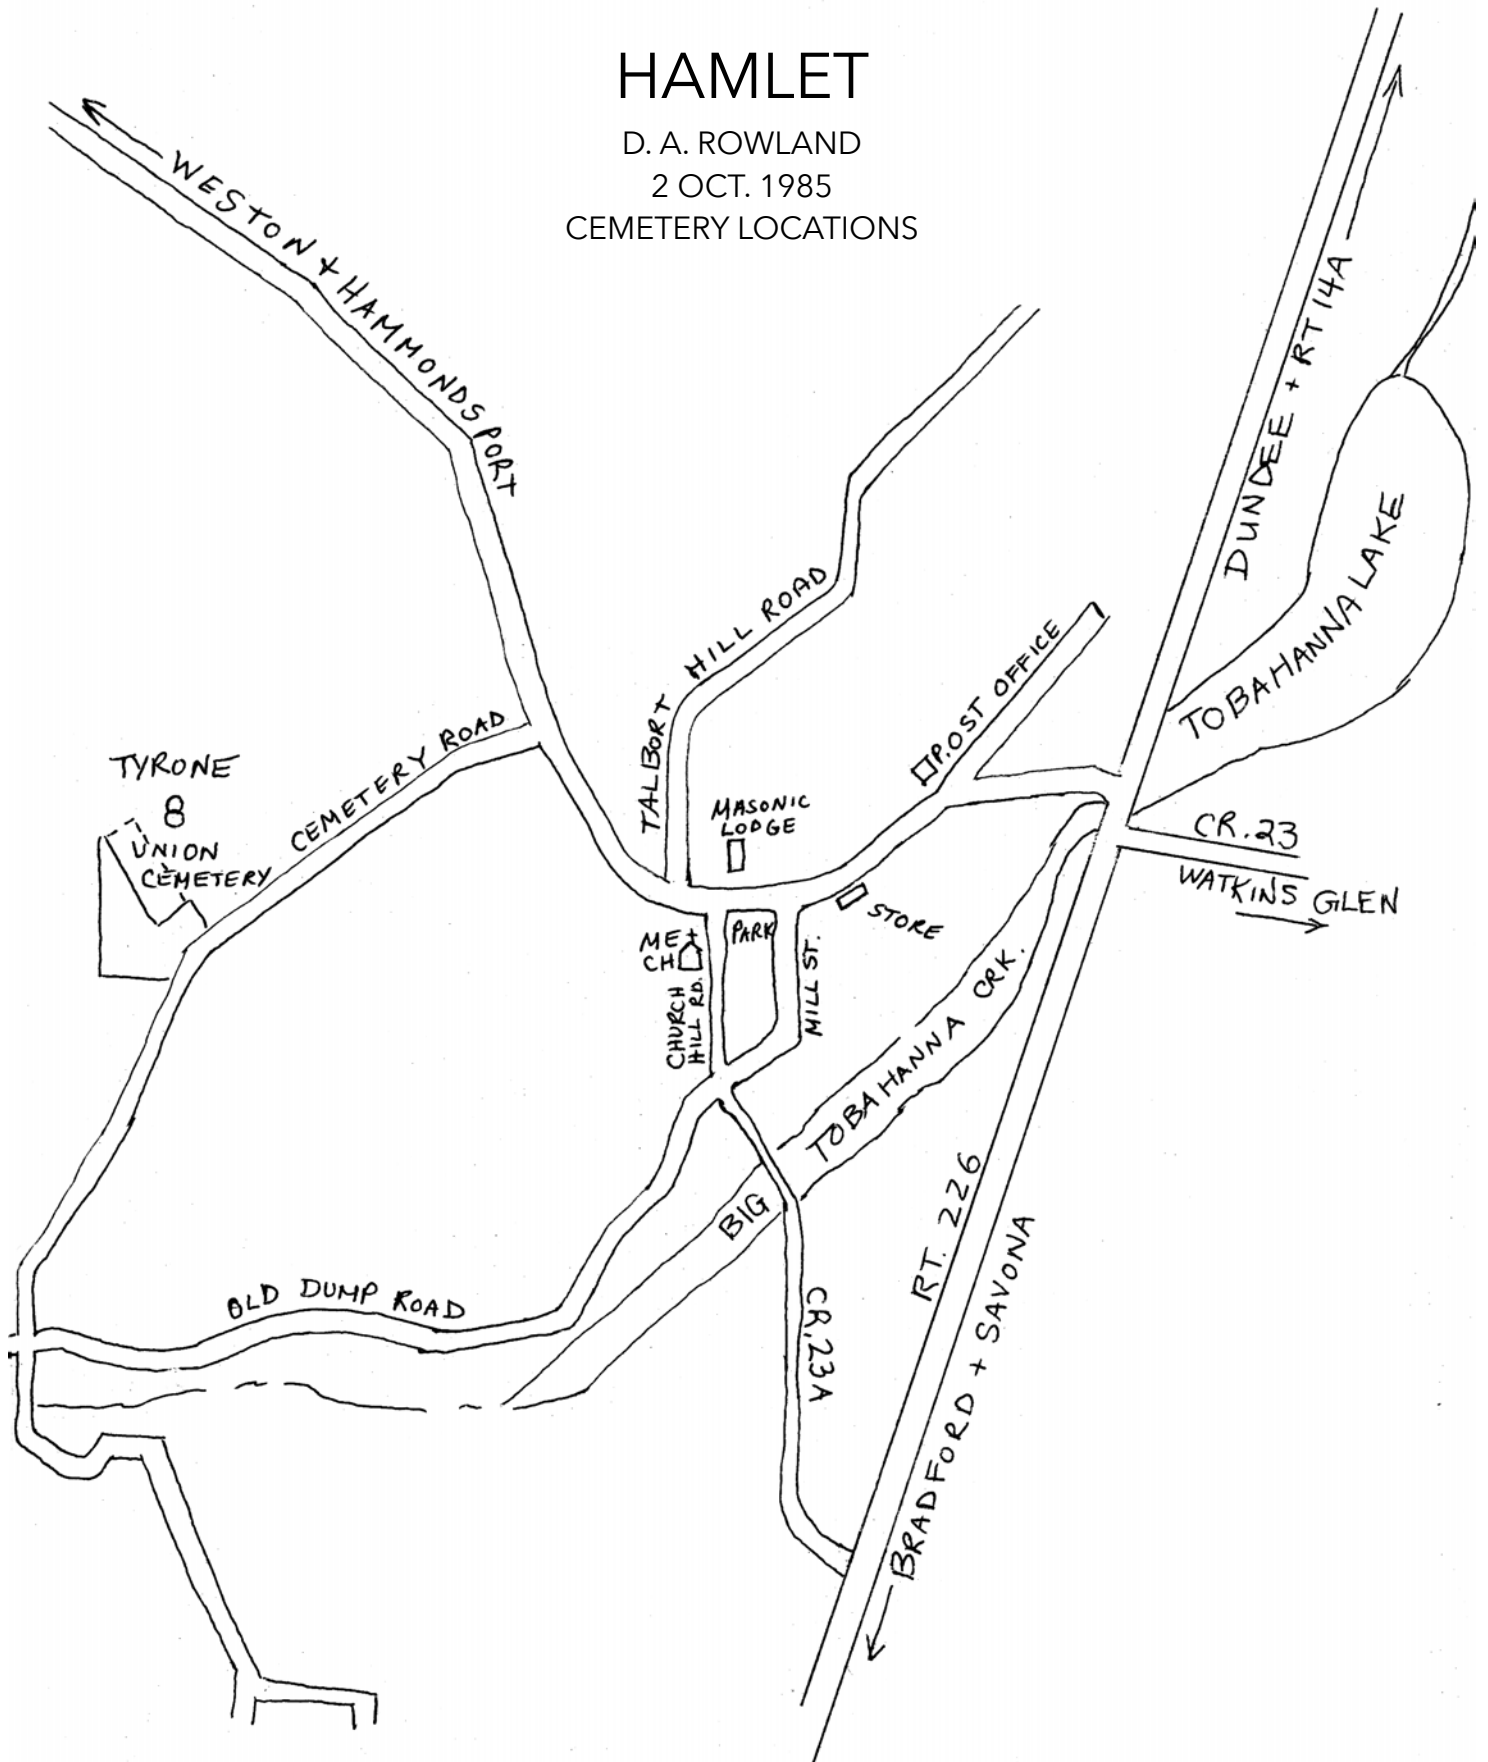 HAMLET
D. A. ROWLAND
2 OCT. 1985
CEMETERY LOCATIONS
WESTON + HAMMONDSPORT
DUNDEE + RT 14A
TOBAHANNA LAKE
TALBORT HILL ROAD
P.OST OFFICE
CEMETERY ROAD
TYRONE
8
UNION
CEMETERY
MASONIC
LODGE
CR.23
WATKINS GLEN
STORE
PARK
ME
CH
CHURCH
HILL RD.
MILL ST.
BIG TOBAHANNA CRK.
RT. 226
BRADFORD + SAVONA
OLD DUMP ROAD
CR.23A